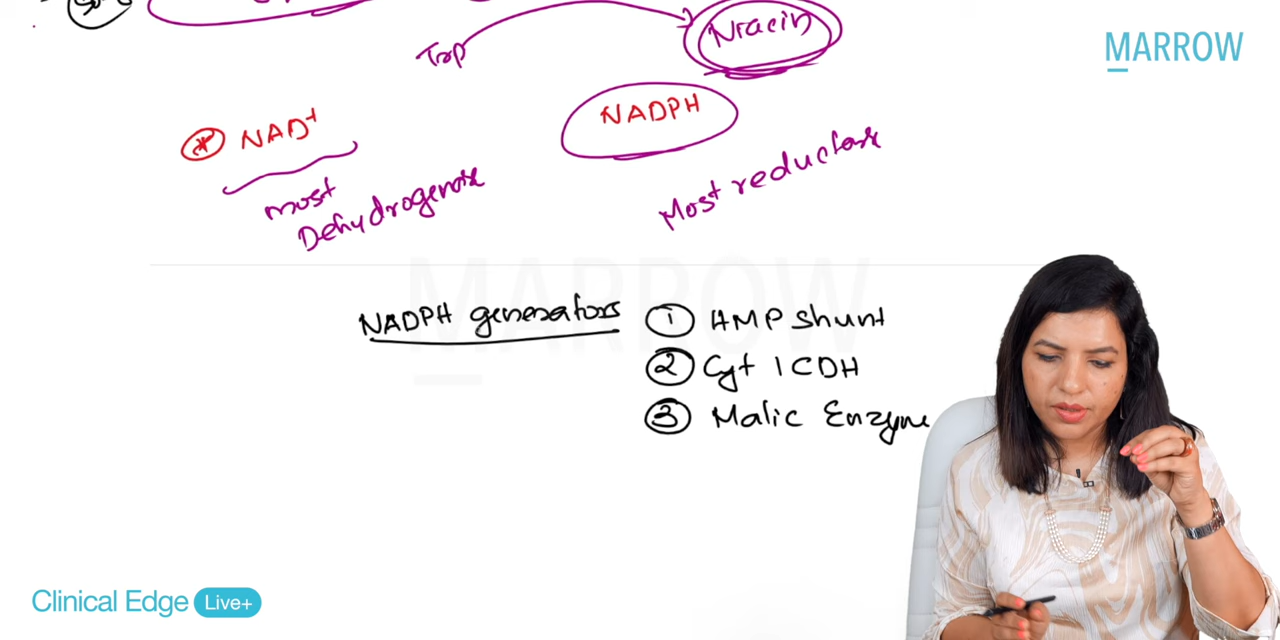 MARROW
Niacin
Trp
NADPH
NAD+
most
Dehydrogenase
Most reductase
MARROW
NADPH generators
① HMP shunt
② Cyt ICDH
③ Malic Enzyme
Clinical Edge Live+